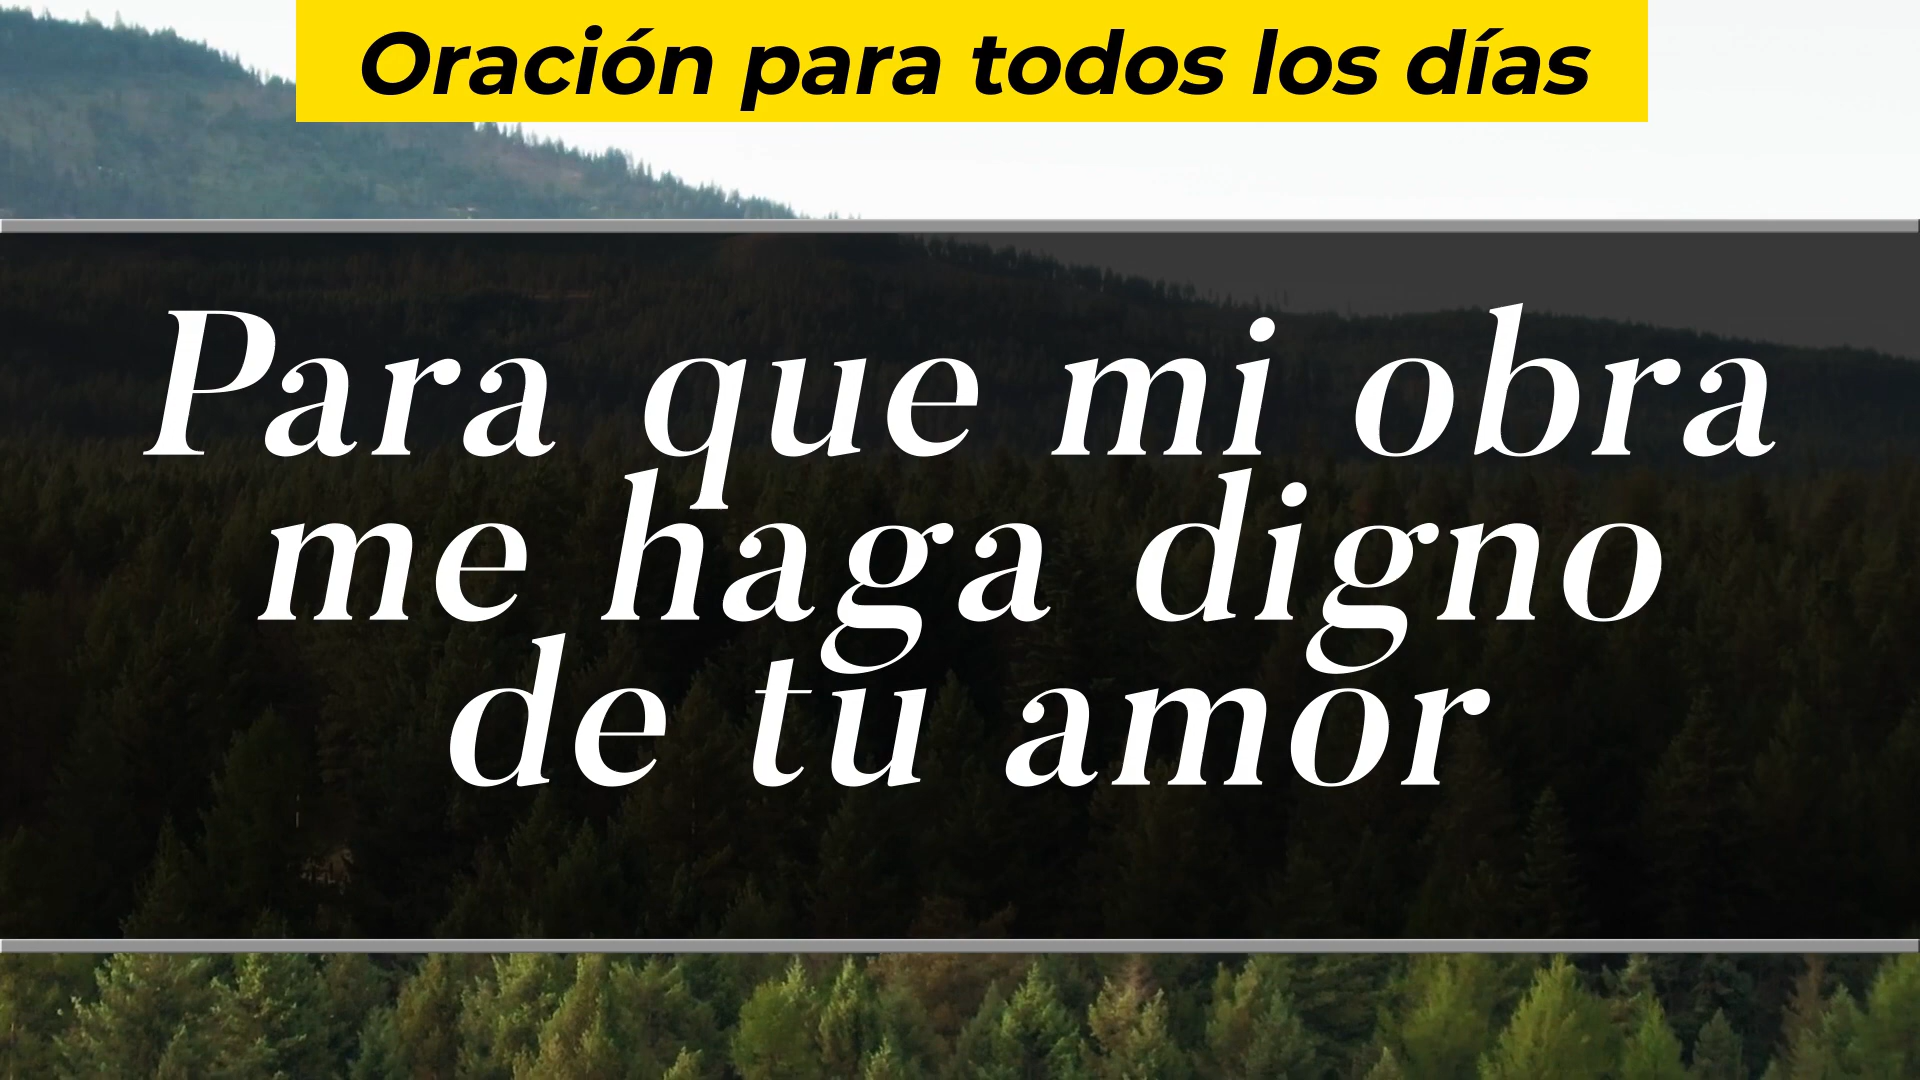 Oración para todos los días
Para que mi obra
me haga digno
de tu amor